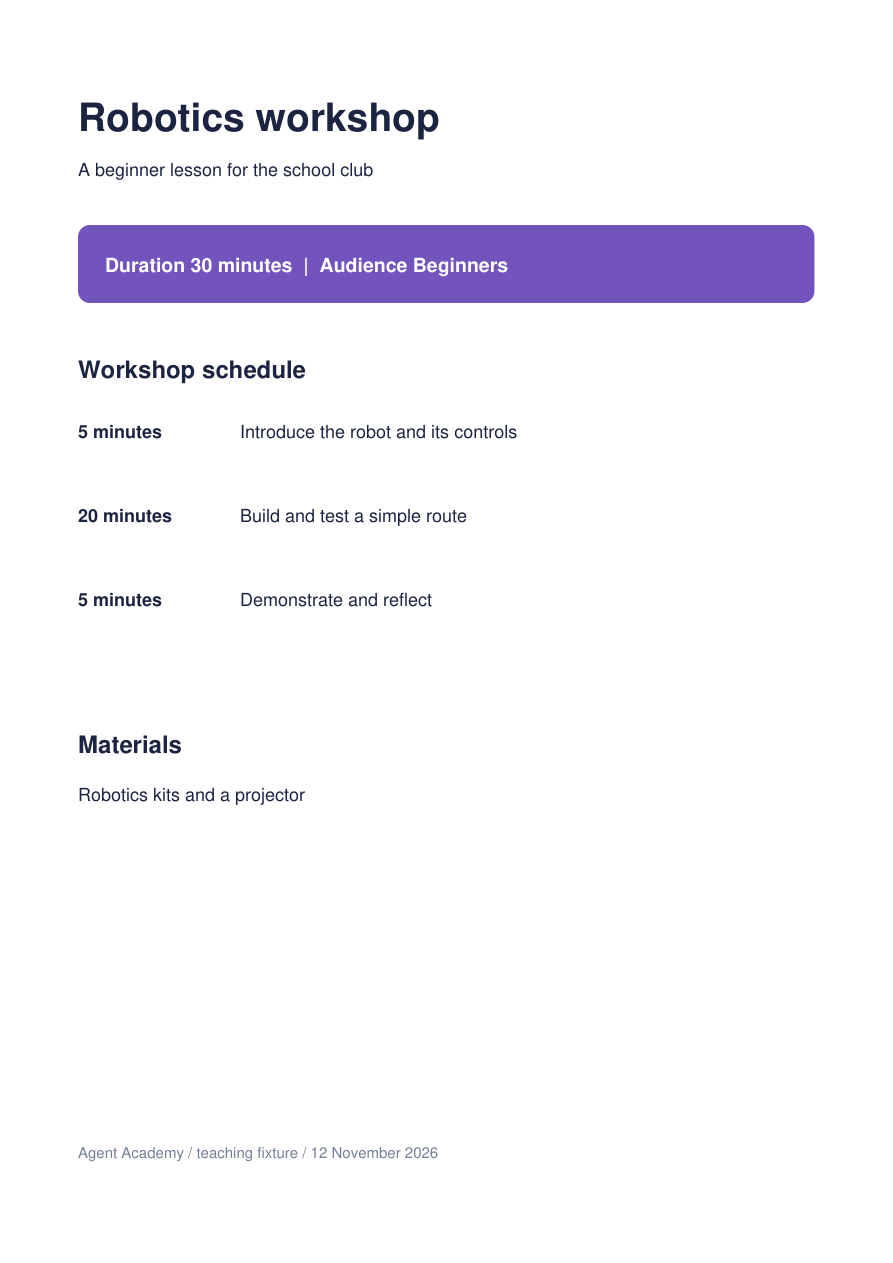 Robotics workshop
A beginner lesson for the school club
Duration 30 minutes | Audience Beginners
Workshop schedule
5 minutes Introduce the robot and its controls
20 minutes Build and test a simple route
5 minutes Demonstrate and reflect
Materials
Robotics kits and a projector
Agent Academy / teaching fixture / 12 November 2026